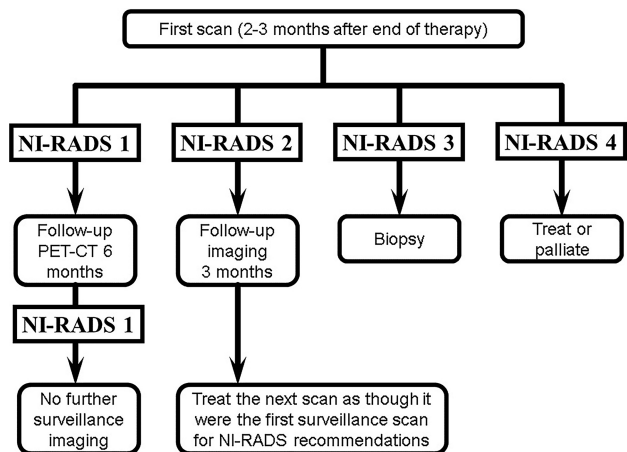 First scan (2-3 months after end of therapy)
NI-RADS 1
NI-RADS 2
NI-RADS 3
NI-RADS 4
Follow-up
PET-CT 6
months
Follow-up
imaging
3 months
Biopsy
Treat or
palliate
NI-RADS 1
No further
surveillance
imaging
Treat the next scan as though it
were the first surveillance scan
for NI-RADS recommendations